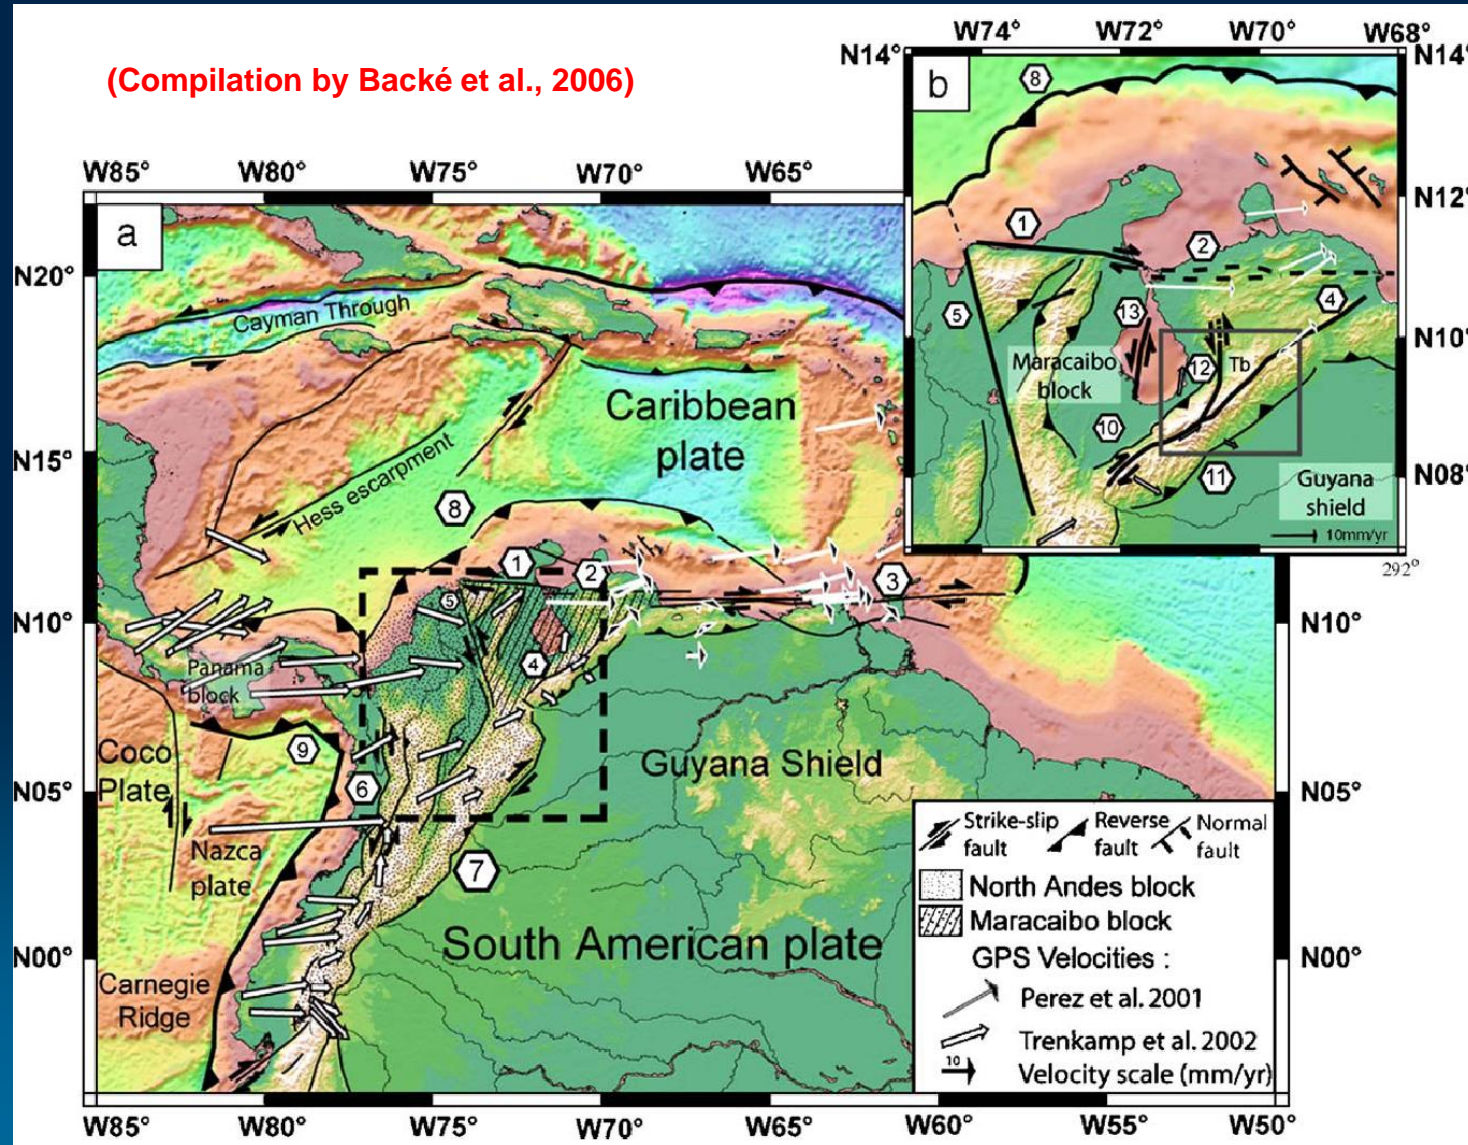 (Compilation by Backé et al., 2006)
W74° W72° W70° W68°
N14° N14°
b
8
N12°
1
2
5
4
13
N10°
Maracaibo
block
12
Tb
10
11
N08°
Guyana
shield
10mm/yr
292°
W85° W80° W75° W70° W65°
a
N20°
Cayman Through
Caribbean
plate
N15°
Hess escarpment
8
1
2
3
5
N10° N10°
4
Panama
block
Coco
Plate
9
Guyana Shield
N05° N05°
6
Nazca
plate
7
South American plate
N00° N00°
Carnegie
Ridge
Strike-slip
fault
Reverse
fault
Normal
fault
North Andes block
Maracaibo block
GPS Velocities :
Perez et al. 2001
Trenkamp et al. 2002
10
Velocity scale (mm/yr)
W85° W80° W75° W70° W65° W60° W55° W50°